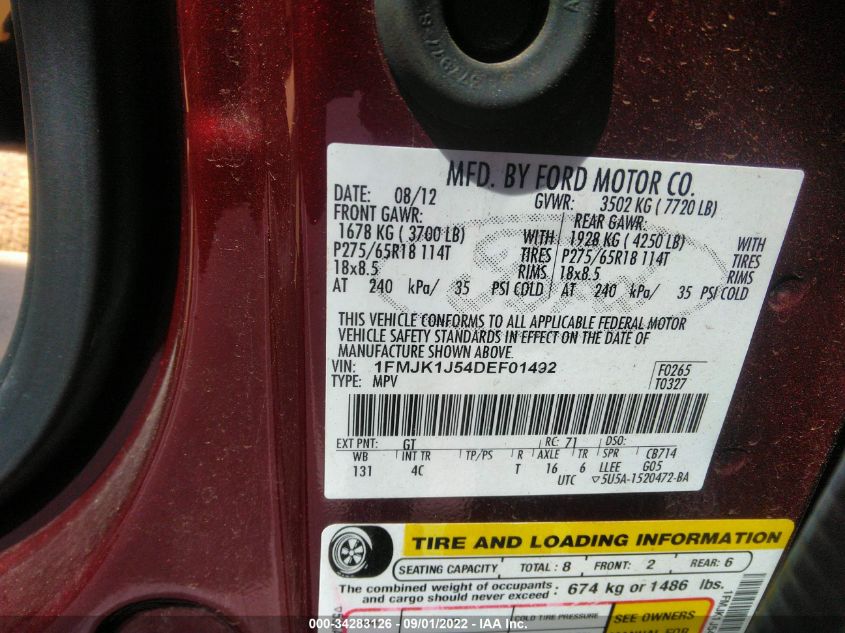 MFD. BY FORD MOTOR CO.
DATE: 08/12 GVWR: 3502 KG ( 7720 LB)
FRONT GAWR: REAR GAWR:
1678 KG ( 3700 LB) WITH 1928 KG ( 4250 LB) WITH
P275/65R18 114T TIRES P275/65R18 114T TIRES
18x8.5 RIMS 18x8.5 RIMS
AT 240 kPa/ 35 PSI COLD AT 240 kPa/ 35 PSI COLD
THIS VEHICLE CONFORMS TO ALL APPLICABLE FEDERAL MOTOR
VEHICLE SAFETY STANDARDS IN EFFECT ON THE DATE OF
MANUFACTURE SHOWN ABOVE.
VIN: 1FMJK1J54DEF01492 F0265
TYPE: MPV T0327
EXT PNT: GT RC: 71 DSO:
WB INT TR TP/PS R AXLE TR SPR CB714
131 4C T 16 6 LLEE G05
UTC ▽5U5A-1520472-BA
TIRE AND LOADING INFORMATION
SEATING CAPACITY TOTAL: 8 FRONT: 2 REAR: 6
The combined weight of occupants and cargo should never exceed: 674 kg or 1486 lbs.
COLD TIRE SEE OWNERS
MANUAL FOR
000-34283126 - 09/01/2022 - IAA, Inc.